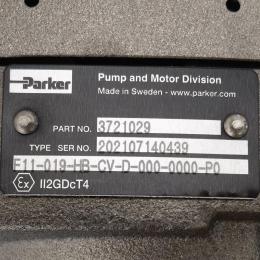 Parker
Pump and Motor Division
Made in Sweden - www.parker.com
PART NO. 3721029
TYPE SER NO. 202107140439
F11-019-HB-CV-D-000-0000-P0
Ex II2GDcT4